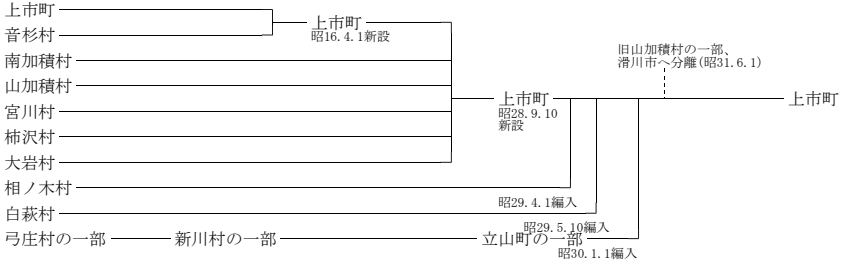 上市町
音杉村
上市町
昭16.4.1新設
南加積村
山加積村
宮川村
柿沢村
大岩村
上市町
昭28.9.10
新設
旧山加積村の一部、
滑川市へ分離(昭31.6.1)
上市町
相ノ木村
昭29.4.1編入
白萩村
昭29.5.10編入
弓庄村の一部
新川村の一部
立山町の一部
昭30.1.1編入